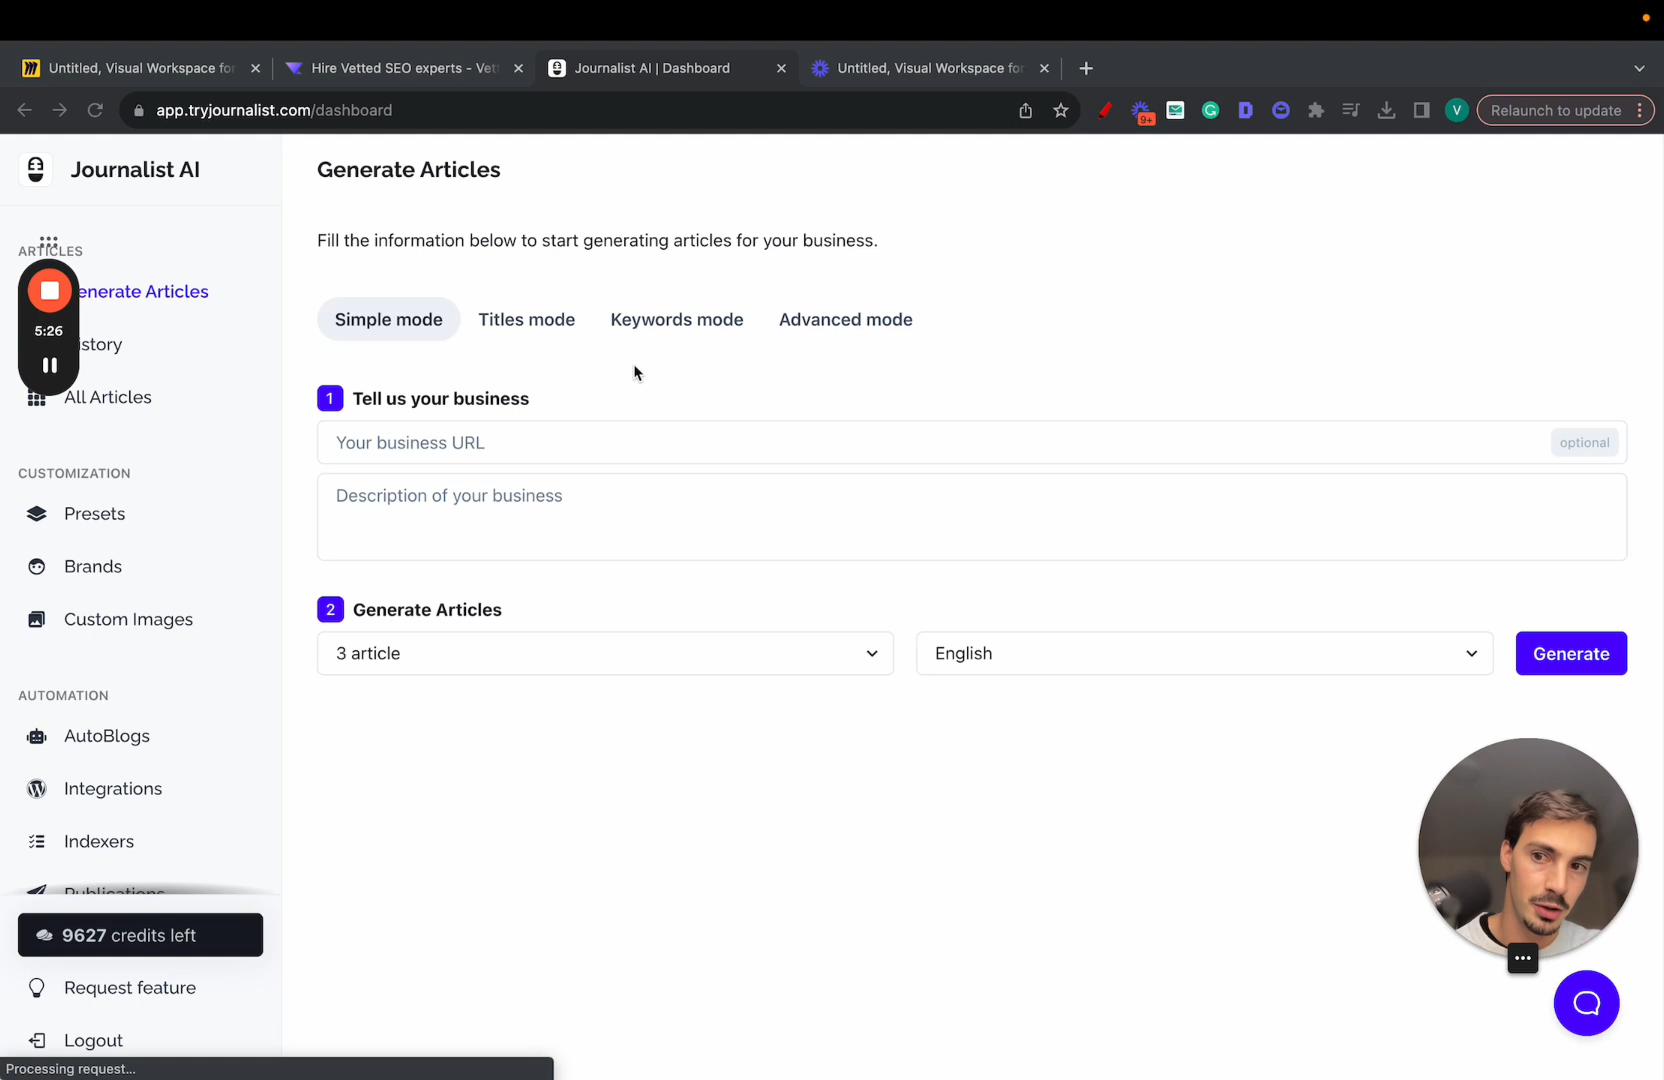 Untitled, Visual Workspace for
Hire Vetted SEO experts - Vet
Journalist AI | Dashboard
Untitled, Visual Workspace for
app.tryjournalist.com/dashboard
9+
V
Relaunch to update
Journalist AI
Generate Articles
Fill the information below to start generating articles for your business.
ARTICLES
enerate Articles
5:26
istory
All Articles
Simple mode
Titles mode
Keywords mode
Advanced mode
1 Tell us your business
Your business URL
optional
Description of your business
CUSTOMIZATION
Presets
Brands
Custom Images
2 Generate Articles
3 article
English
Generate
AUTOMATION
AutoBlogs
Integrations
Indexers
Publications
9627 credits left
Request feature
Logout
Processing request...